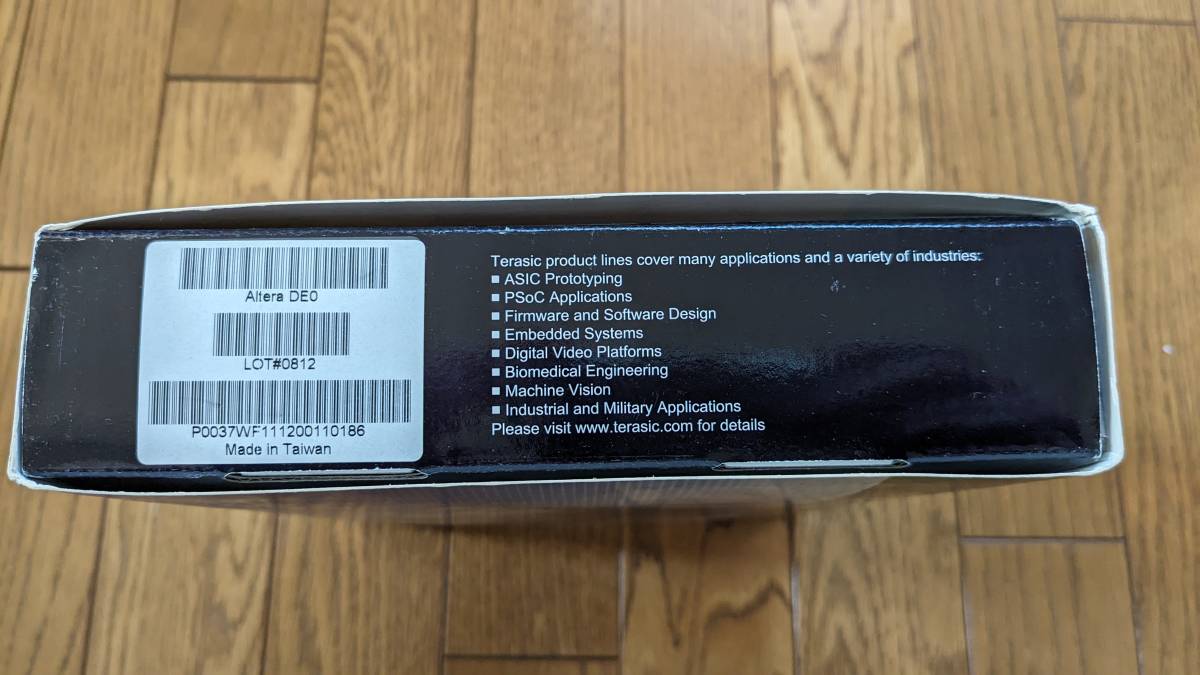 Altera DE0
LOT#0812
P0037WF111200110186
Made in Taiwan
Terasic product lines cover many applications and a variety of industries:
■ ASIC Prototyping
■ PSoC Applications
■ Firmware and Software Design
■ Embedded Systems
■ Digital Video Platforms
■ Biomedical Engineering
■ Machine Vision
■ Industrial and Military Applications
Please visit www.terasic.com for details